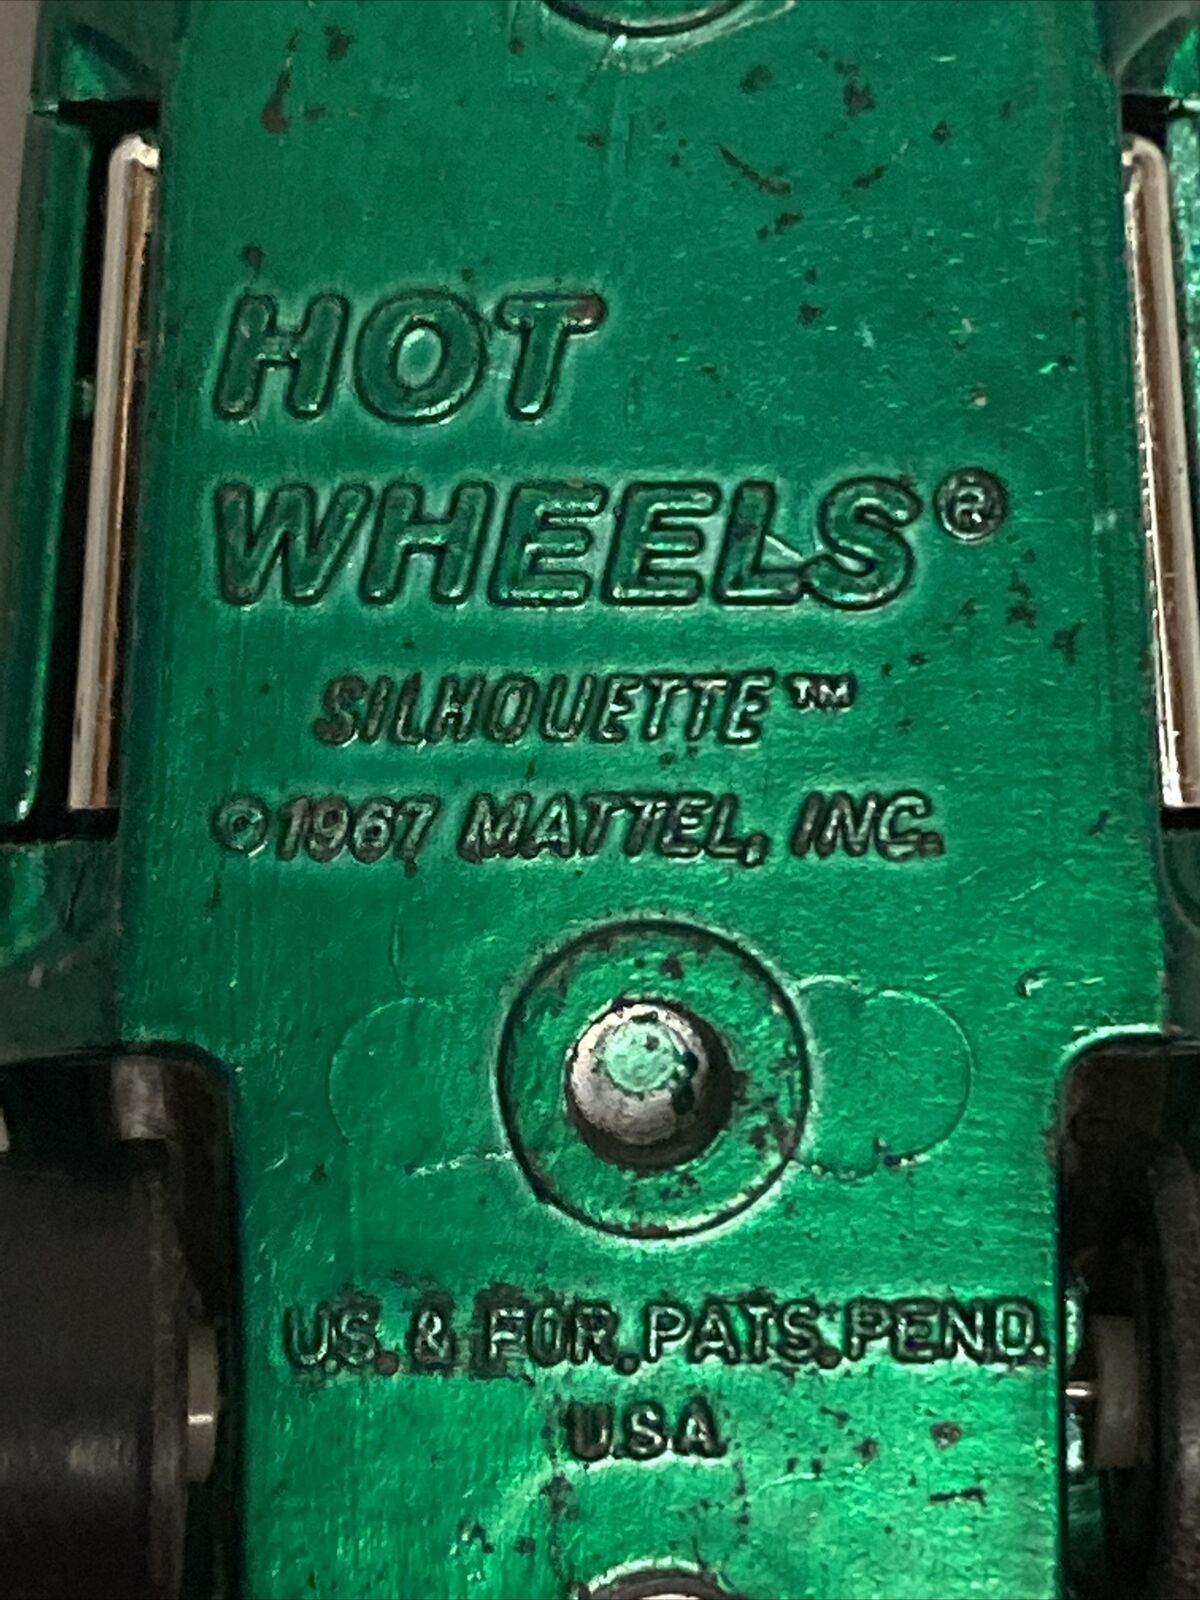 HOT
WHEELS®
SILHOUETTE™
©1967 MATTEL, INC.
U.S. & FOR. PATS. PEND.
U.S.A.